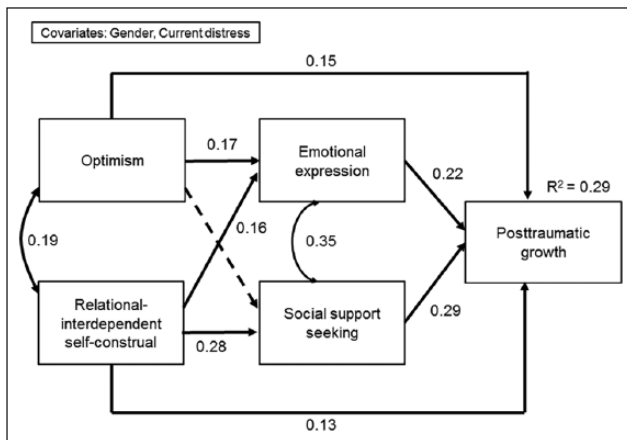 Covariates: Gender, Current distress
0.15
Optimism
0.17
Emotional
expression
0.22
R² = 0.29
Posttraumatic
growth
0.19
0.16
0.35
Relational-
interdependent
self-construal
0.28
Social support
seeking
0.29
0.13